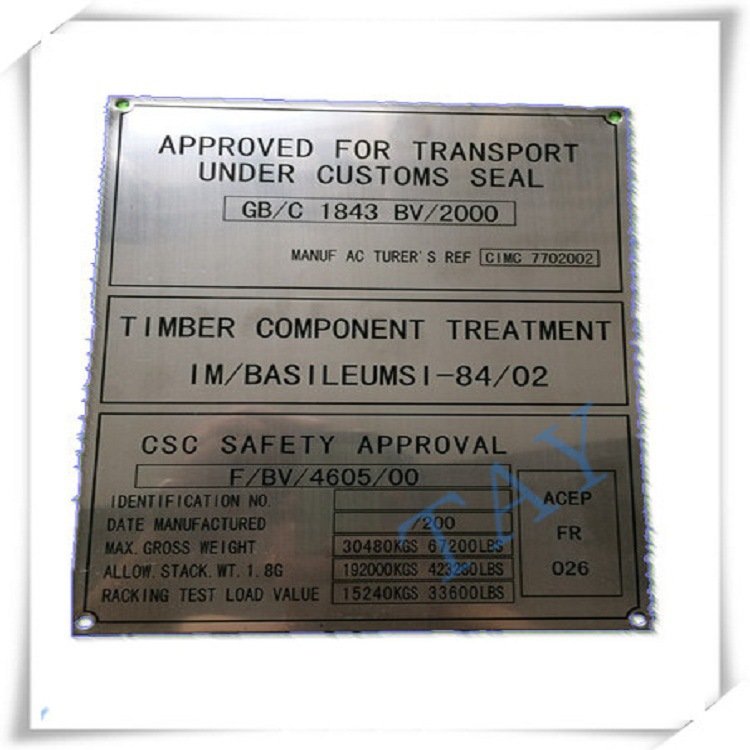 APPROVED FOR TRANSPORT
UNDER CUSTOMS SEAL
GB/C 1843 BV/2000
MANUF AC TURER'S REF CIMC 7702002
TIMBER COMPONENT TREATMENT
IM/BASILEUMSI-84/02
CSC SAFETY APPROVAL
F/BV/4605/00
IDENTIFICATION NO.
DATE MANUFACTURED /200
MAX. GROSS WEIGHT 30480KGS 67200LBS
ALLOW. STACK. WT. 1.8G 192000KGS 423280LBS
RACKING TEST LOAD VALUE 15240KGS 33600LBS
ACEP
FR
026
TAY